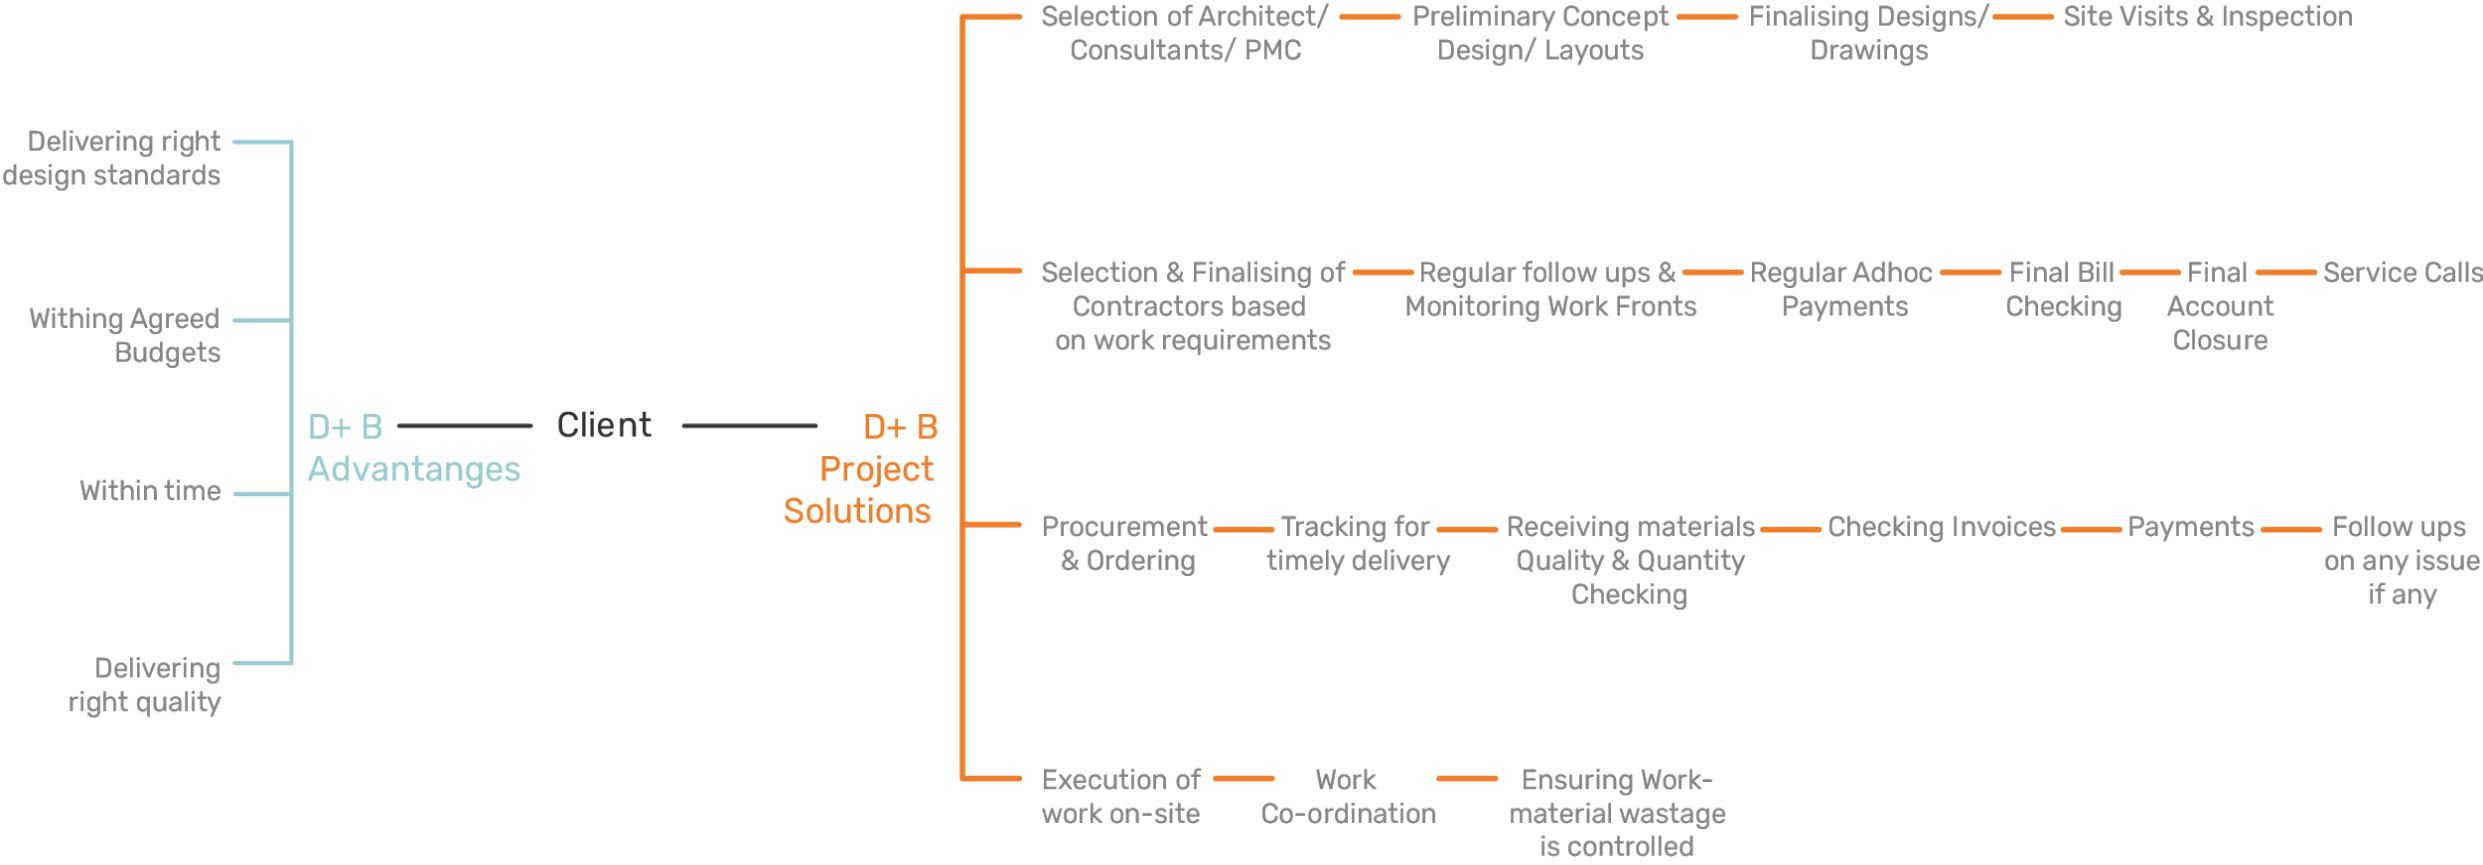 Delivering right
design standards
Withing Agreed
Budgets
Within time
Delivering
right quality
D+ B
Advantanges
Client
D+ B
Project
Solutions
Selection of Architect/
Consultants/ PMC
Preliminary Concept
Design/ Layouts
Finalising Designs/
Drawings
Site Visits & Inspection
Selection & Finalising of
Contractors based
on work requirements
Regular follow ups &
Monitoring Work Fronts
Regular Adhoc
Payments
Final Bill
Checking
Final
Account
Closure
Service Calls
Procurement
& Ordering
Tracking for
timely delivery
Receiving materials
Quality & Quantity
Checking
Checking Invoices
Payments
Follow ups
on any issue
if any
Execution of
work on-site
Work
Co-ordination
Ensuring Work-
material wastage
is controlled